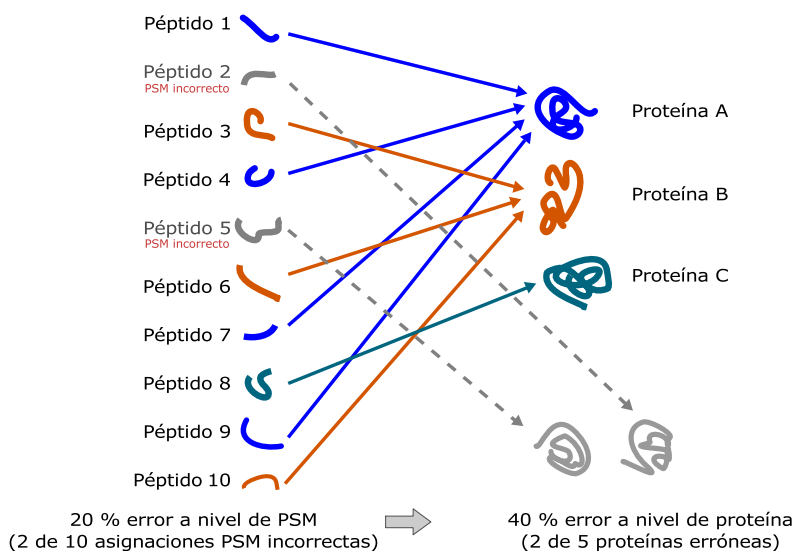 Péptido 1
Péptido 2
PSM incorrecto
Péptido 3
Péptido 4
Péptido 5
PSM incorrecto
Péptido 6
Péptido 7
Péptido 8
Péptido 9
Péptido 10
Proteína A
Proteína B
Proteína C
20 % error a nivel de PSM
(2 de 10 asignaciones PSM incorrectas)
40 % error a nivel de proteína
(2 de 5 proteínas erróneas)